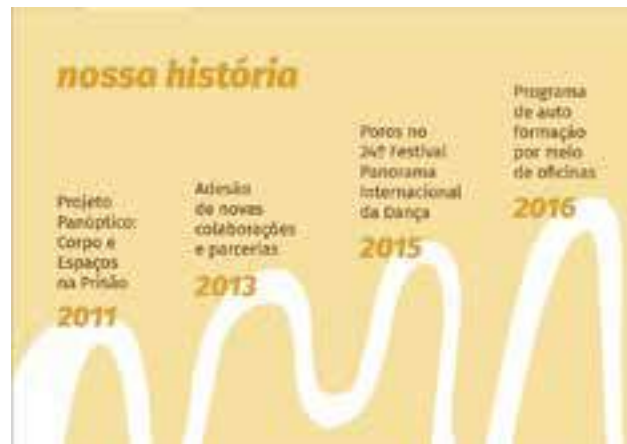 nossa história
Projeto
Panóptico:
Corpo e
Espaços
na Prisão
2011
Adesão
de novas
colaborações
e parcerias
2013
Poros no
24º Festival
Panorama
Internacional
da Dança
2015
Programa
de auto
formação
por meio
de oficinas
2016